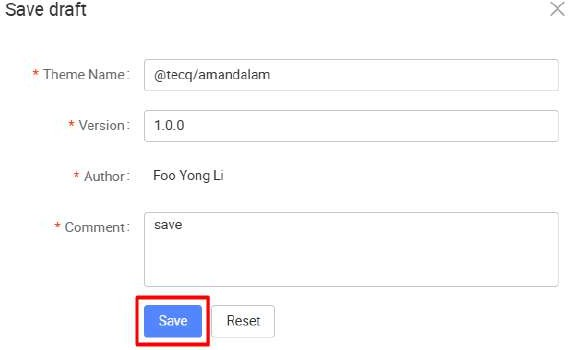 Save draft
* Theme Name: @tecq/amandalam
* Version: 1.0.0
* Author: Foo Yong Li
* Comment: save
Save Reset